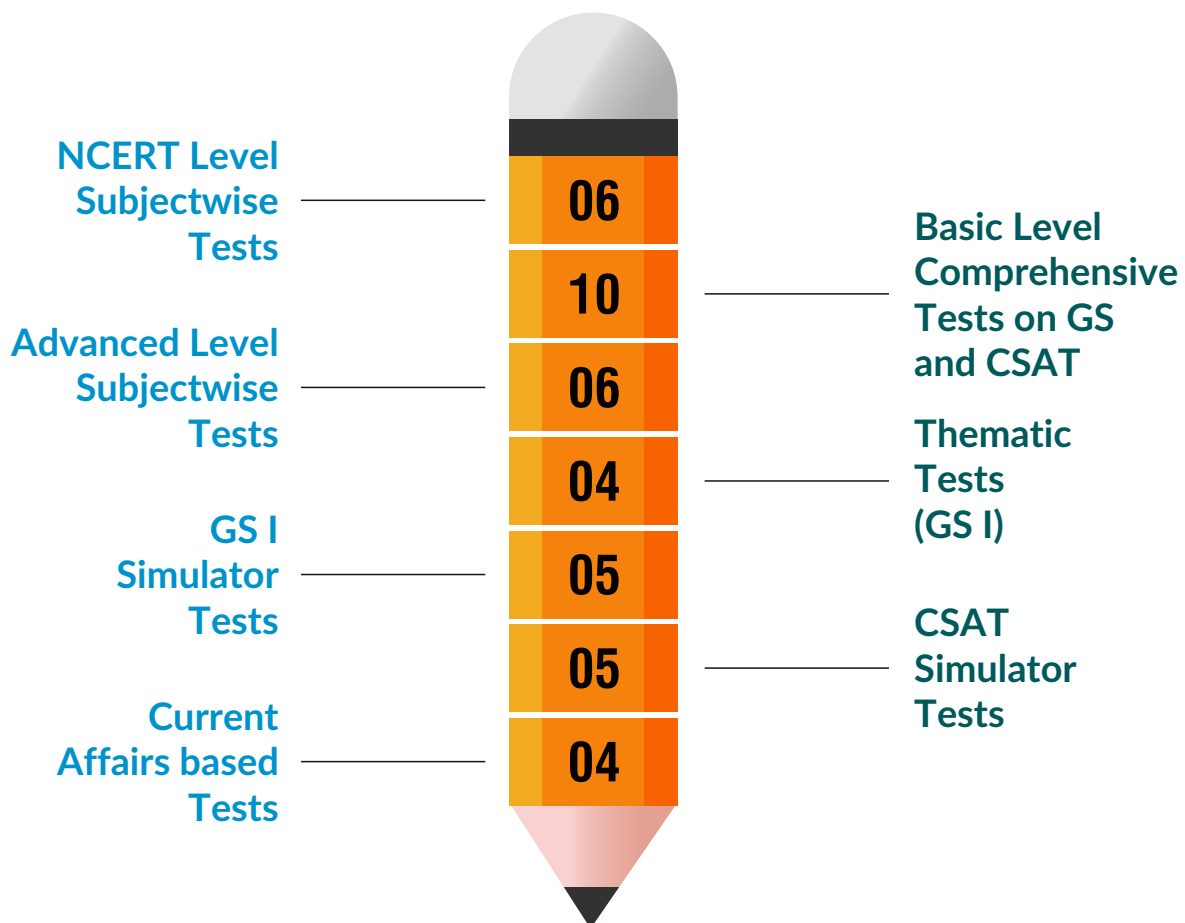 NCERT Level
Subjectwise
Tests
06
10
Basic Level
Comprehensive
Tests on GS
and CSAT
Advanced Level
Subjectwise
Tests
06
04
Thematic
Tests
(GS I)
GS I
Simulator
Tests
05
05
CSAT
Simulator
Tests
Current
Affairs based
Tests
04